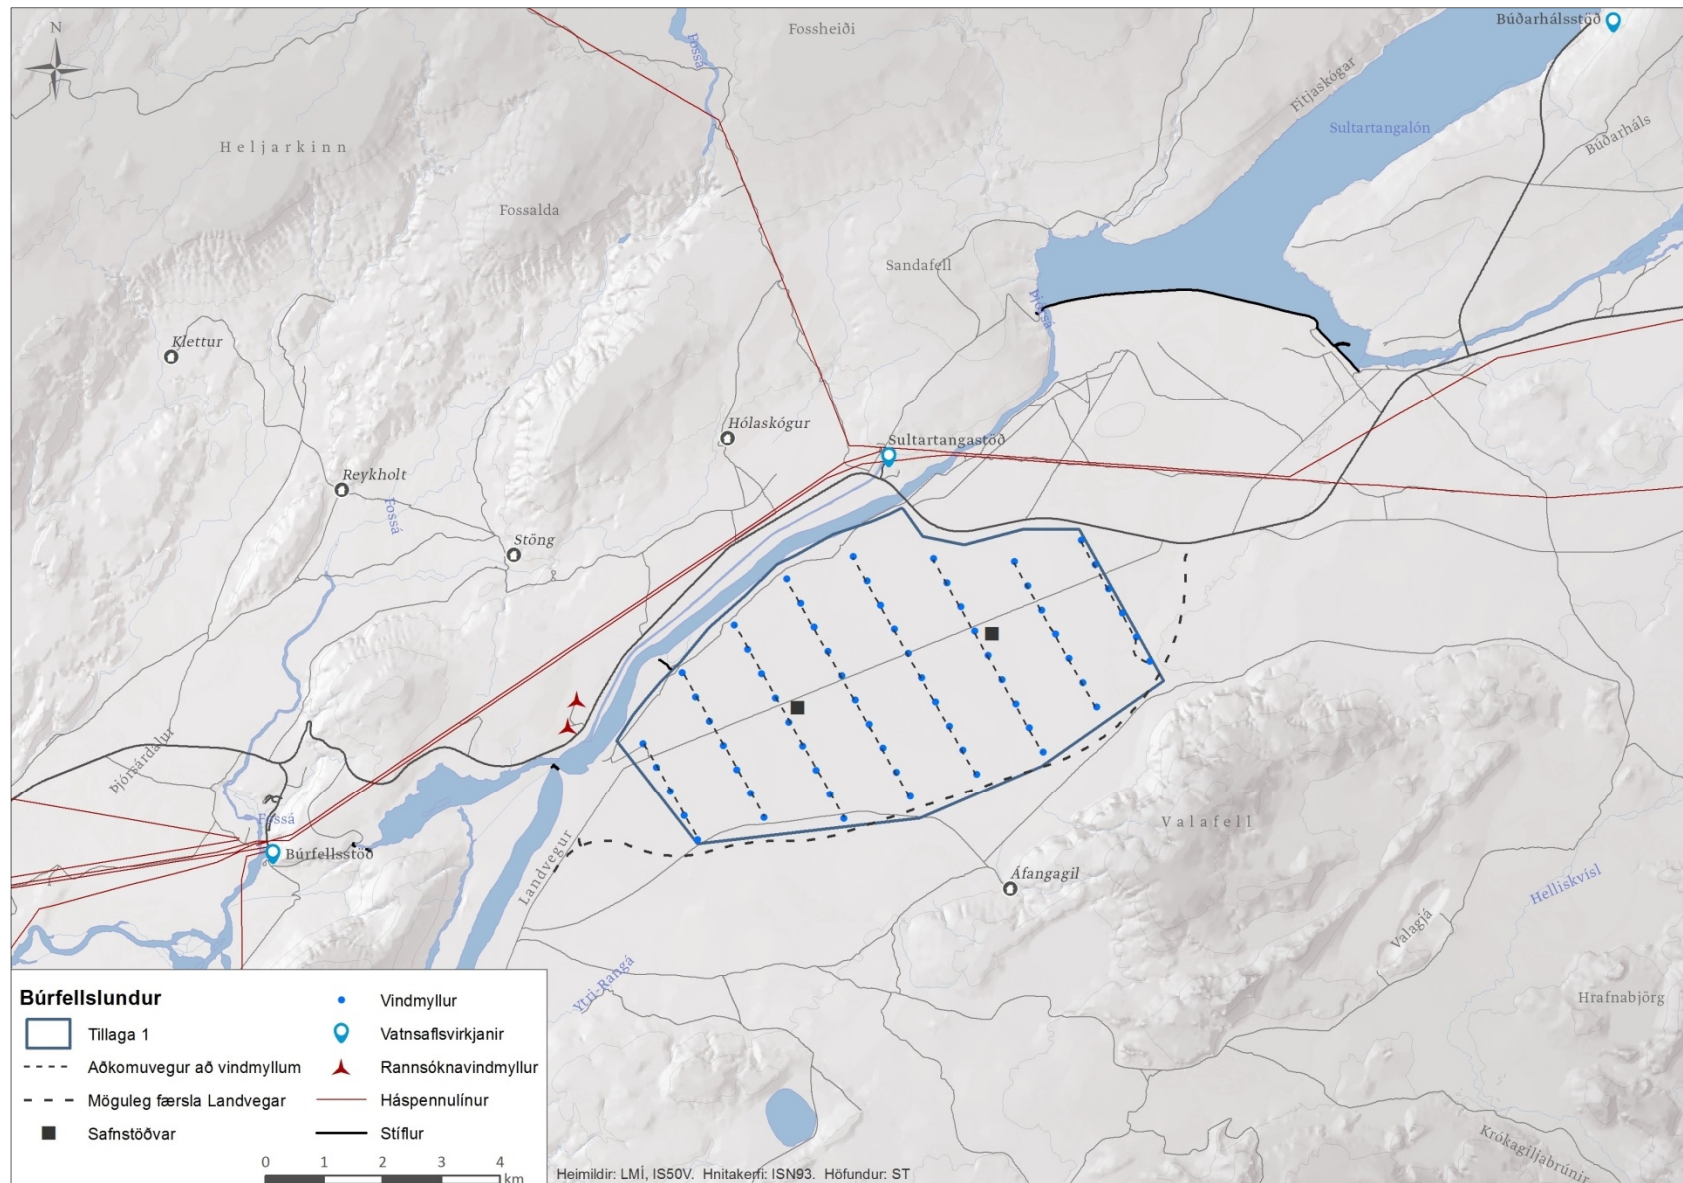 Búðarhálsstöð
N
Fossá
Fossheiði
Fitjaskógar
Sultartangalón
Búðarháls
Heljarkinn
Fossalda
Sandafell
Þjórsá
Klettur
Hólaskógur
Sultartangastöð
Reykholt
Fossá
Stöng
Þjórsárdalur
Fossá
Búrfellsstöð
Landvegur
Valafell
Áfangagil
Helliskvísl
Valagjá
Ytri-Rangá
Hrafnabjörg
Krókagiljabrúnir
Búrfellslundur
Tillaga 1
Aðkomuvegur að vindmyllum
Möguleg færsla Landvegar
Safnstöðvar
Vindmyllur
Vatnsaflsvirkjanir
Rannsóknavindmyllur
Háspennulínur
Stíflur
0 1 2 3 4
km
Heimildir: LMÍ, IS50V. Hnitakerfi: ISN93. Höfundur: ST